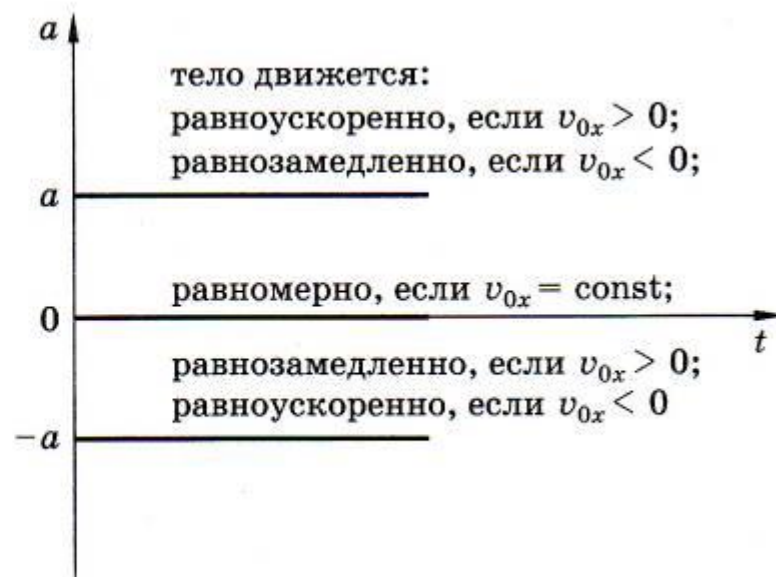 a
тело движется:
равноускоренно, если v₀ₓ > 0;
равнозамедленно, если v₀ₓ < 0;
a
равномерно, если v₀ₓ = const;
0
t
равнозамедленно, если v₀ₓ > 0;
равноускоренно, если v₀ₓ < 0
−a